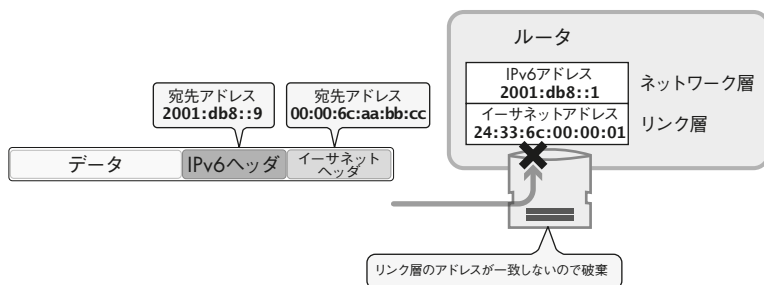 ルータ
IPv6アドレス
2001:db8::1
ネットワーク層
イーサネットアドレス
24:33:6c:00:00:01
リンク層
宛先アドレス
2001:db8::9
宛先アドレス
00:00:6c:aa:bb:cc
データ
IPv6ヘッダ
イーサネット
ヘッダ
リンク層のアドレスが一致しないので破棄